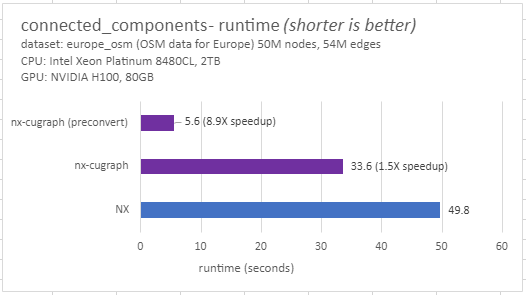 connected_components- runtime (shorter is better)
dataset: europe_osm (OSM data for Europe) 50M nodes, 54M edges
CPU: Intel Xeon Platinum 8480CL, 2TB
GPU: NVIDIA H100, 80GB
nx-cugraph (preconvert)
5.6 (8.9X speedup)
nx-cugraph
33.6 (1.5X speedup)
NX
49.8
0 10 20 30 40 50 60
runtime (seconds)